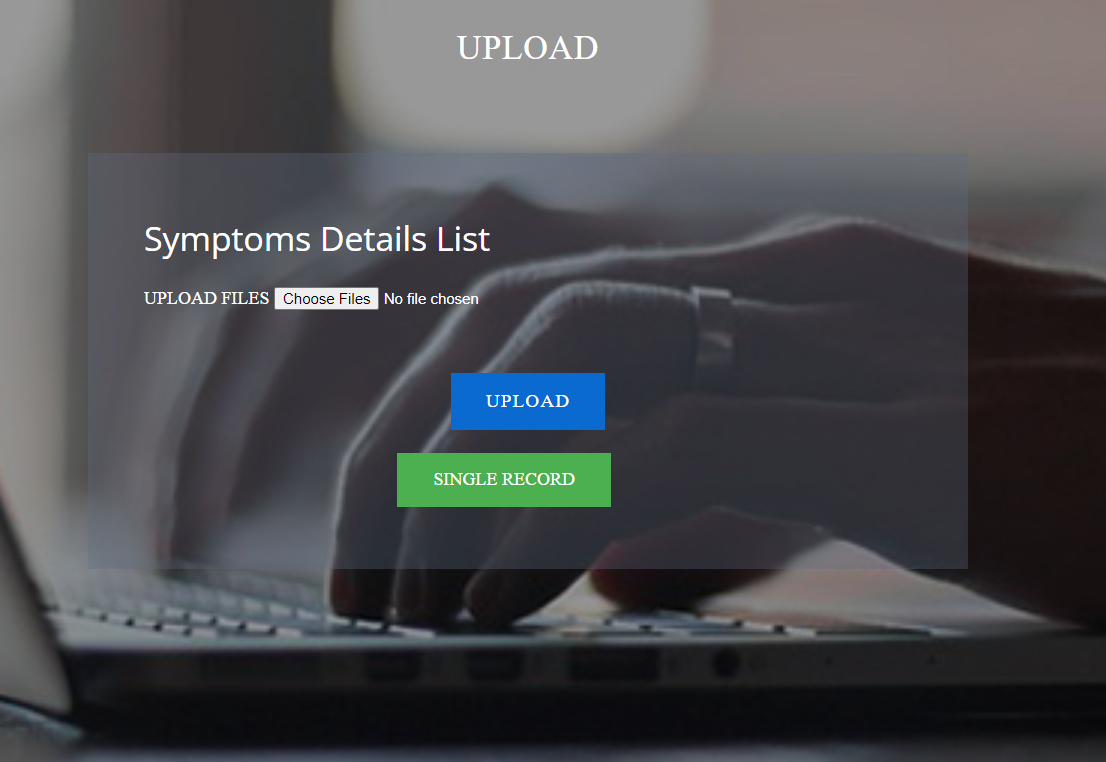 UPLOAD
Symptoms Details List
UPLOAD FILES Choose Files No file chosen
UPLOAD
SINGLE RECORD